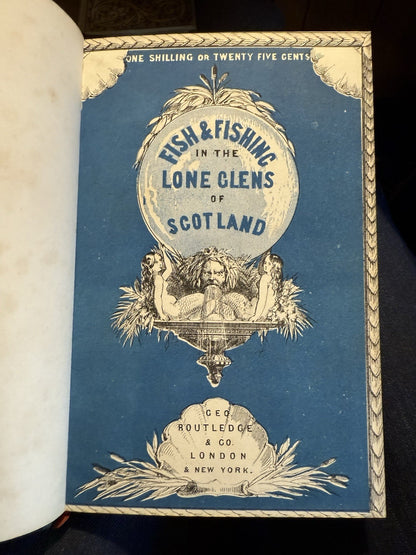 ONE SHILLING OR TWENTY FIVE CENTS
FISH & FISHING
IN THE
LONE GLENS
OF
SCOTLAND
GEO.
ROUTLEDGE
& CO.
LONDON
& NEW YORK.